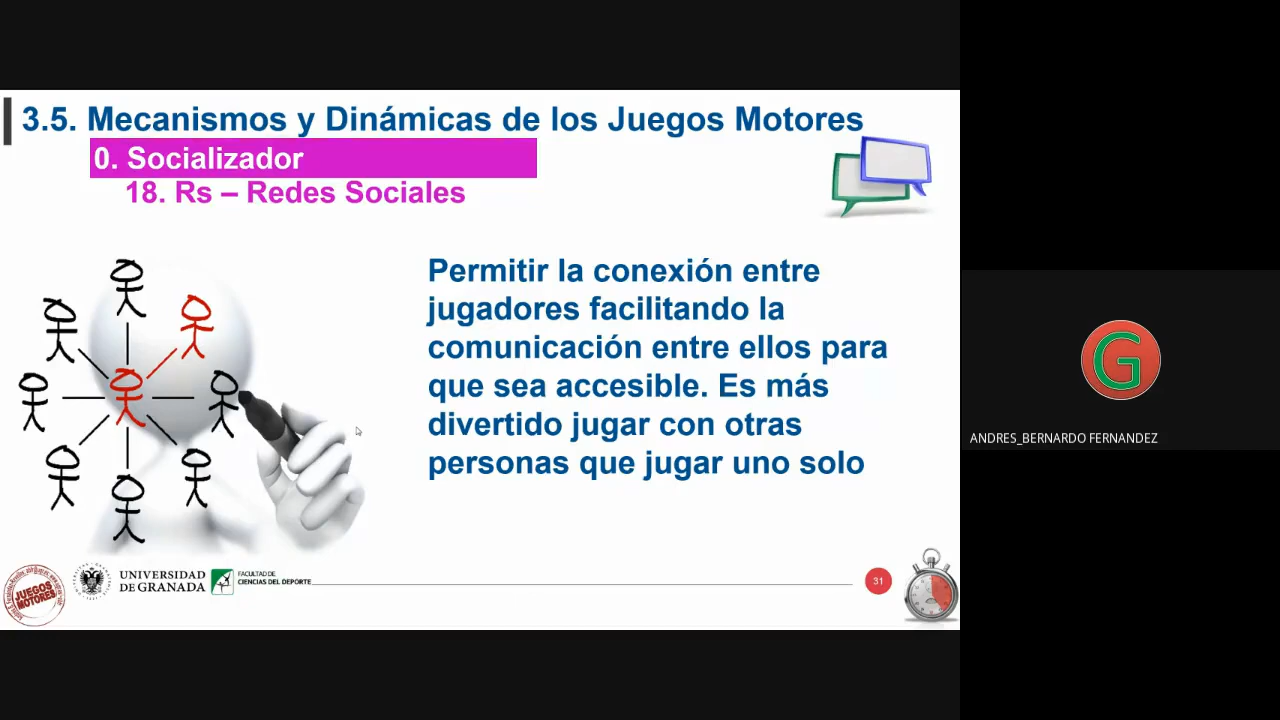 3.5. Mecanismos y Dinámicas de los Juegos Motores
0. Socializador
18. Rs – Redes Sociales
Permitir la conexión entre
jugadores facilitando la
comunicación entre ellos para
que sea accesible. Es más
divertido jugar con otras
personas que jugar uno solo
JUEGOS
MOTORES
UNIVERSIDAD
DE GRANADA
FACULTAD DE
CIENCIAS DEL DEPORTE
31
G
ANDRES_BERNARDO FERNANDEZ